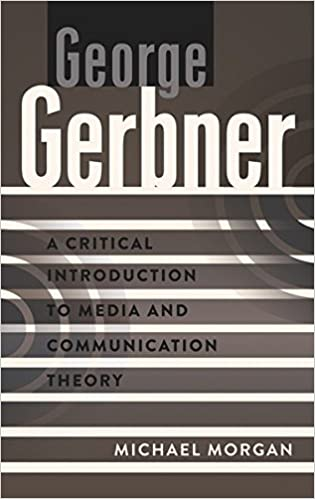 George
Gerbner
A CRITICAL
INTRODUCTION
TO MEDIA AND
COMMUNICATION
THEORY
MICHAEL MORGAN